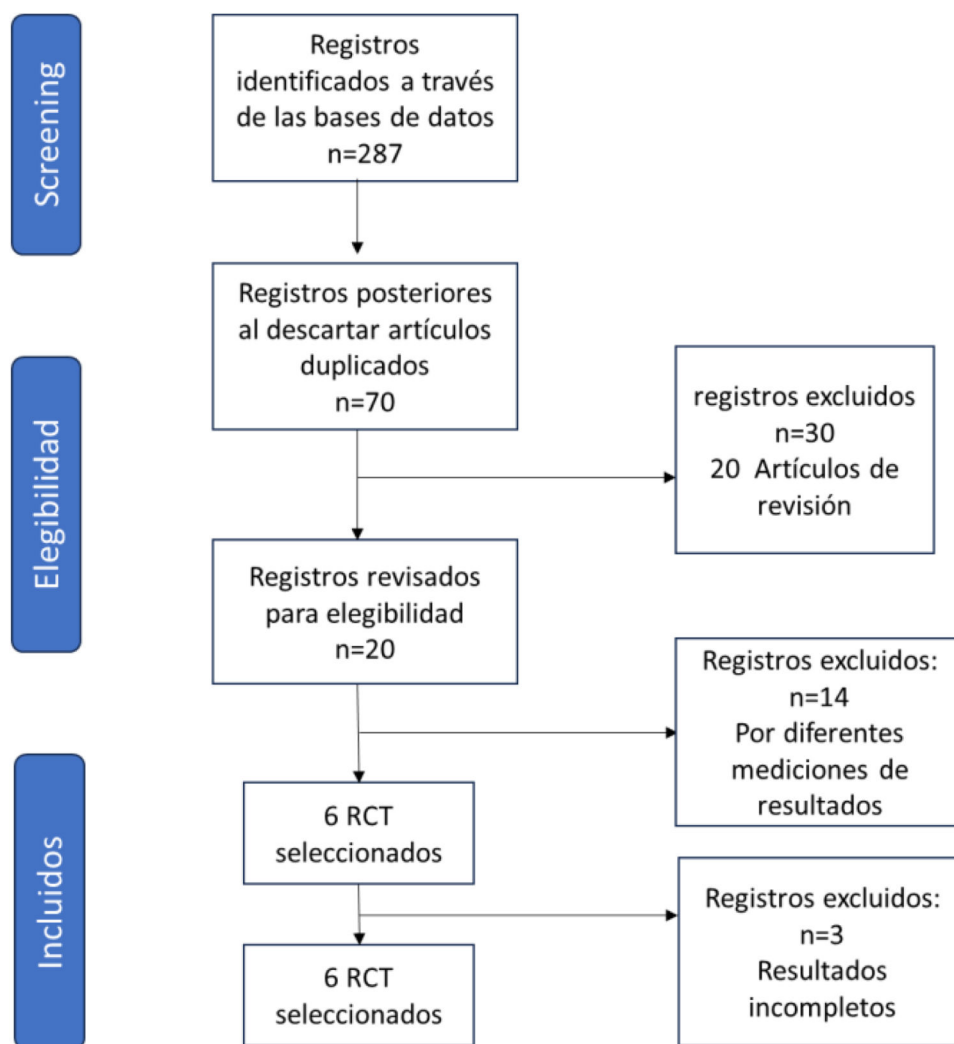 Screening
Registros
identificados a través
de las bases de datos
n=287
Registros posteriores
al descartar artículos
duplicados
n=70
Elegibilidad
registros excluidos
n=30
20 Artículos de
revisión
Registros revisados
para elegibilidad
n=20
Registros excluidos:
n=14
Por diferentes
mediciones de
resultados
Incluidos
6 RCT
seleccionados
Registros excluidos:
n=3
Resultados
incompletos
6 RCT
seleccionados